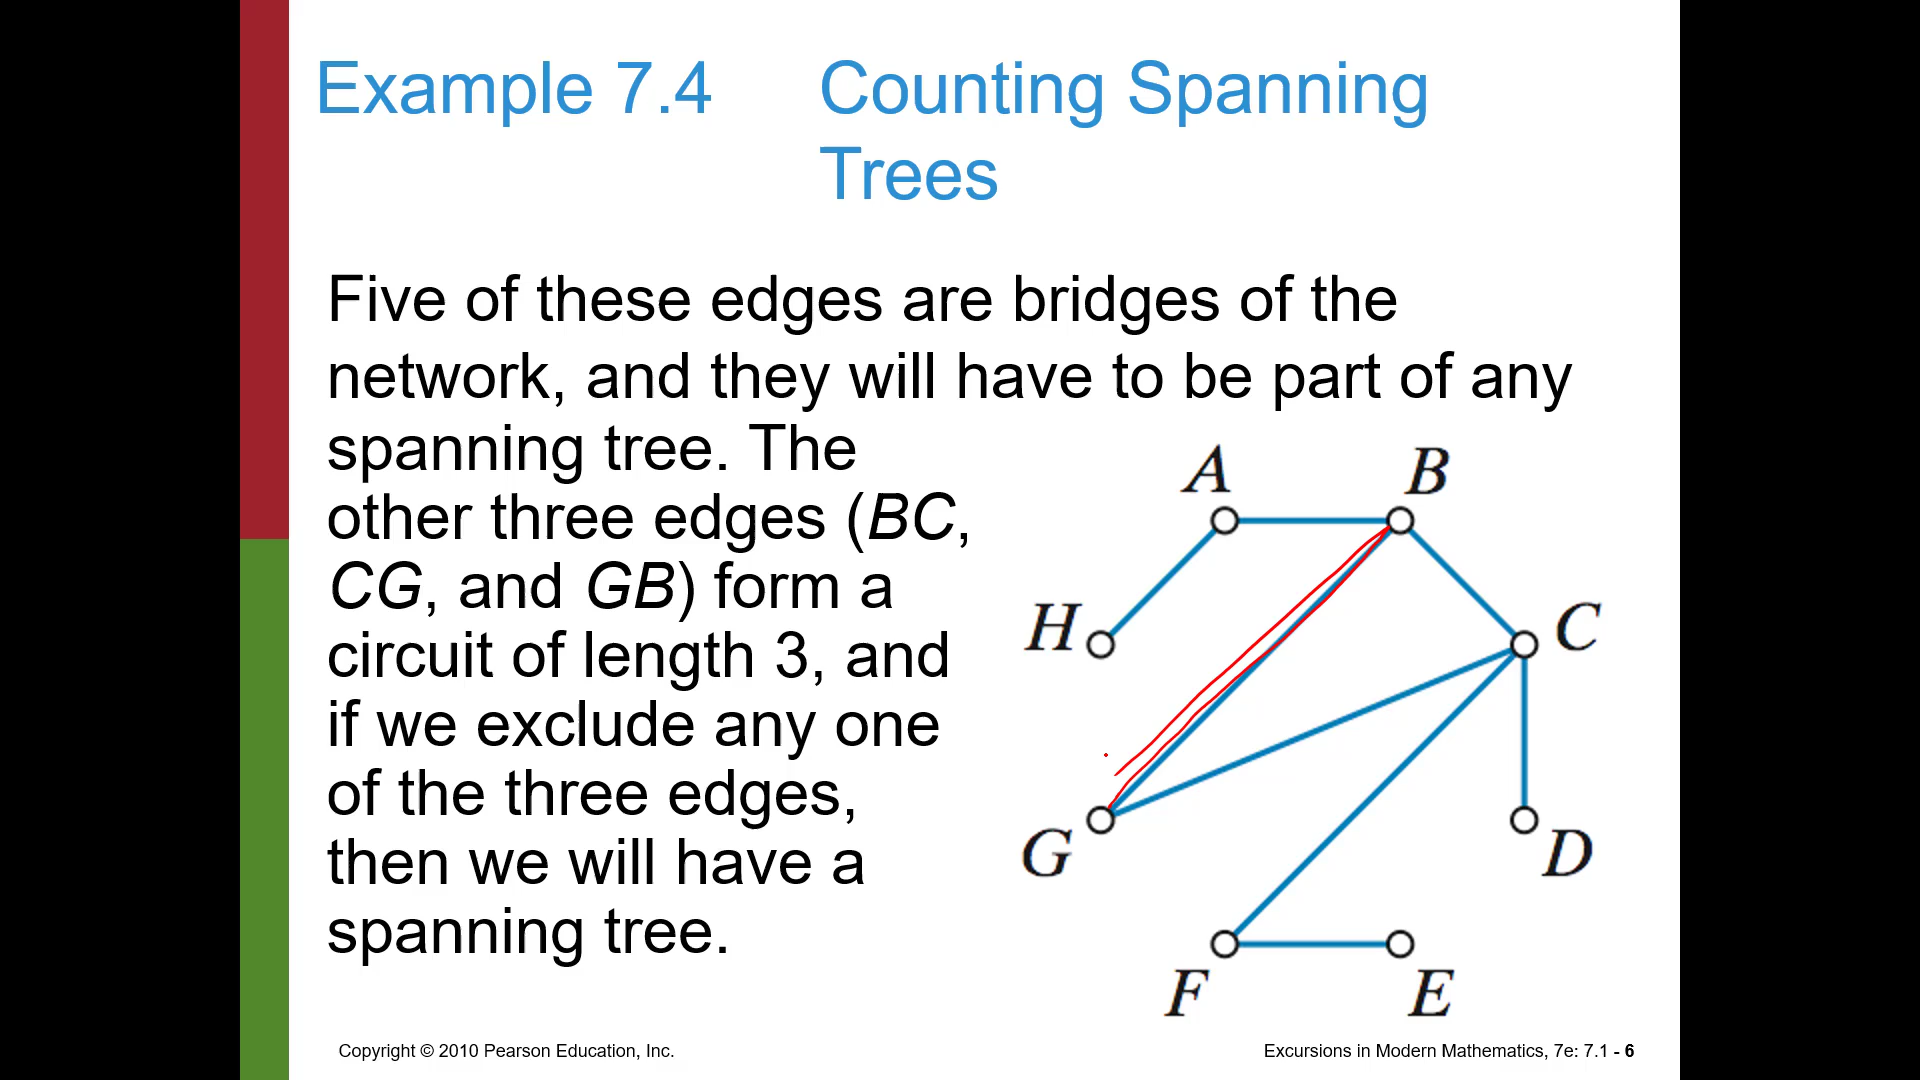 Example 7.4 Counting Spanning
Trees
Five of these edges are bridges of the
network, and they will have to be part of any
spanning tree. The
other three edges (BC,
CG, and GB) form a
circuit of length 3, and
if we exclude any one
of the three edges,
then we will have a
spanning tree.
A B
H C
G D
F E
Copyright © 2010 Pearson Education, Inc.
Excursions in Modern Mathematics, 7e: 7.1 - 6